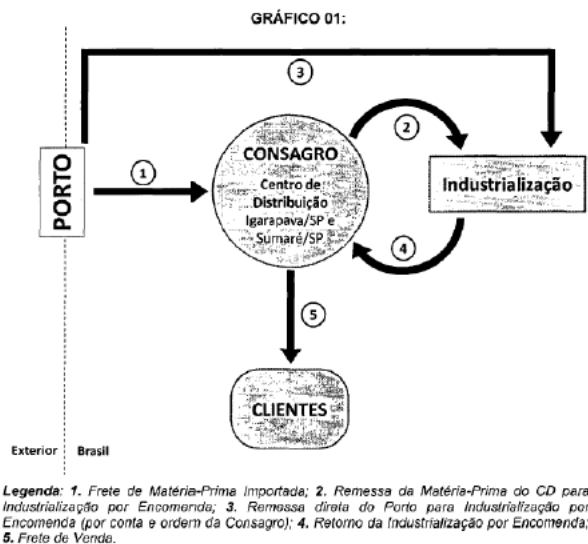 GRÁFICO 01:
3
PORTO
1
CONSAGRO
Centro de
Distribuição
Igarapava/SP e
Sumaré/SP
2
Industrialização
4
5
CLIENTES
Exterior Brasil
Legenda: 1. Frete de Matéria-Prima Importada; 2. Remessa da Matéria-Prima do CD para
Industrialização por Encomenda; 3. Remessa direta do Porto para Industrialização por
Encomenda (por conta e ordem da Consagro); 4. Retorno da Industrialização por Encomenda;
5. Frete de Venda.